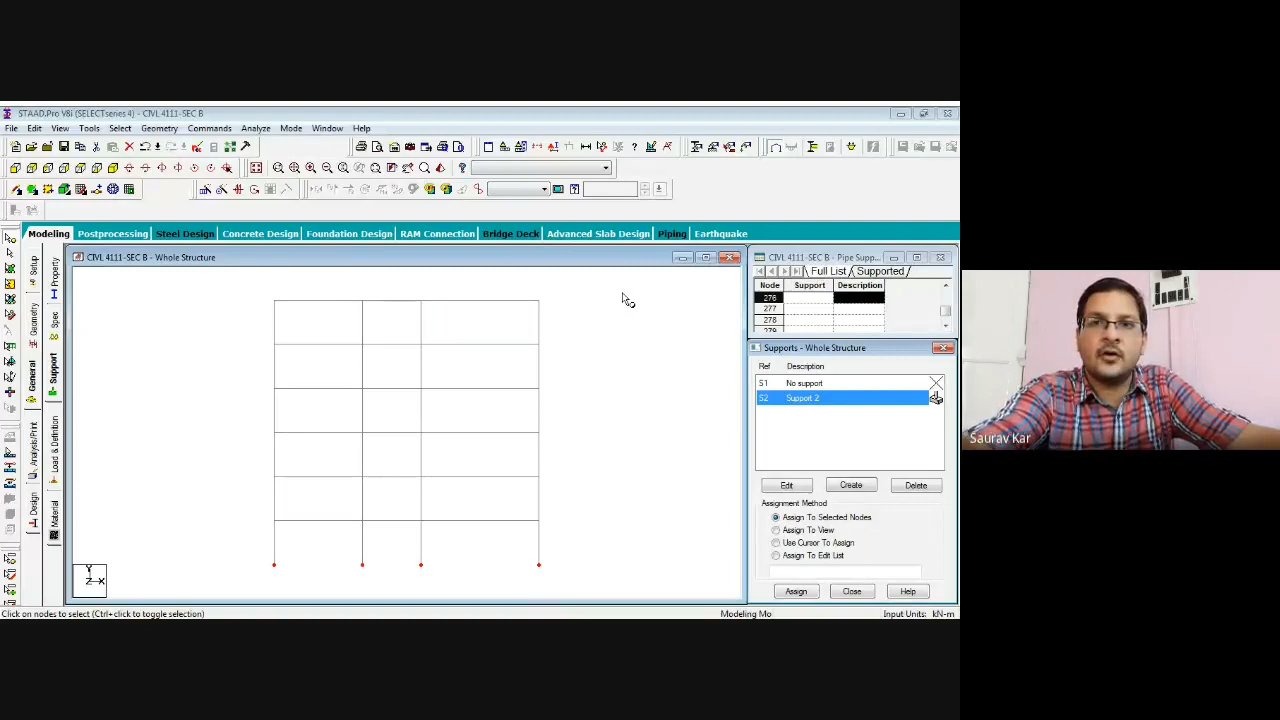 STAAD.Pro V8i (SELECTseries 4) - CIVL 4111-SEC B
File Edit View Tools Select Geometry Commands Analyze Mode Window Help
Modeling Postprocessing Steel Design Concrete Design Foundation Design RAM Connection Bridge Deck Advanced Slab Design Piping Earthquake
CIVL 4111-SEC B - Whole Structure
Setup
Geometry
General
Analysis/Print
Design
Property
Spec
Support
Load & Definition
Material
Y
Z X
CIVL 4111-SEC B - Pipe Supp...
Full List Supported
Node Support Description
276
277
278
279
Supports - Whole Structure
Ref Description
S1 No support
S2 Support 2
Edit Create Delete
Assignment Method
Assign To Selected Nodes
Assign To View
Use Cursor To Assign
Assign To Edit List
Assign Close Help
Click on nodes to select (Ctrl+click to toggle selection) Modeling Mo Input Units: kN-m
Saurav Kar